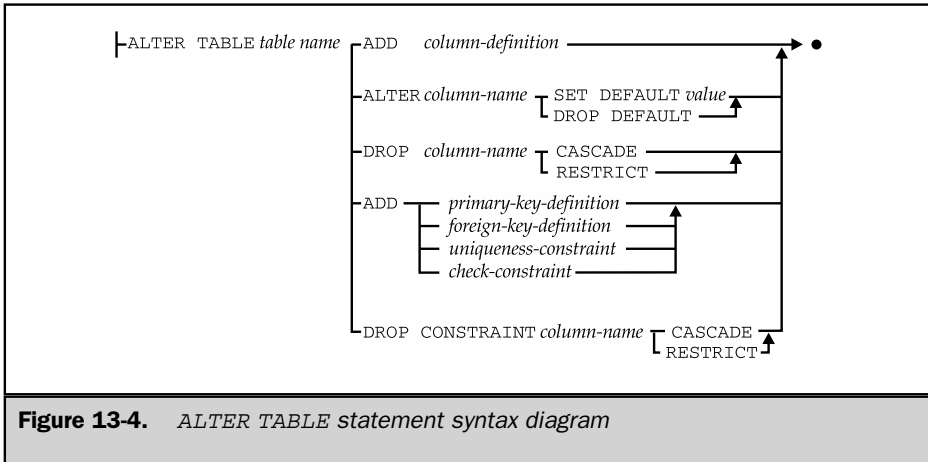 ALTER TABLE table name ADD column-definition
ALTER column-name SET DEFAULT value
DROP DEFAULT
DROP column-name CASCADE
RESTRICT
ADD primary-key-definition
foreign-key-definition
uniqueness-constraint
check-constraint
DROP CONSTRAINT column-name CASCADE
RESTRICT
Figure 13-4. ALTER TABLE statement syntax diagram